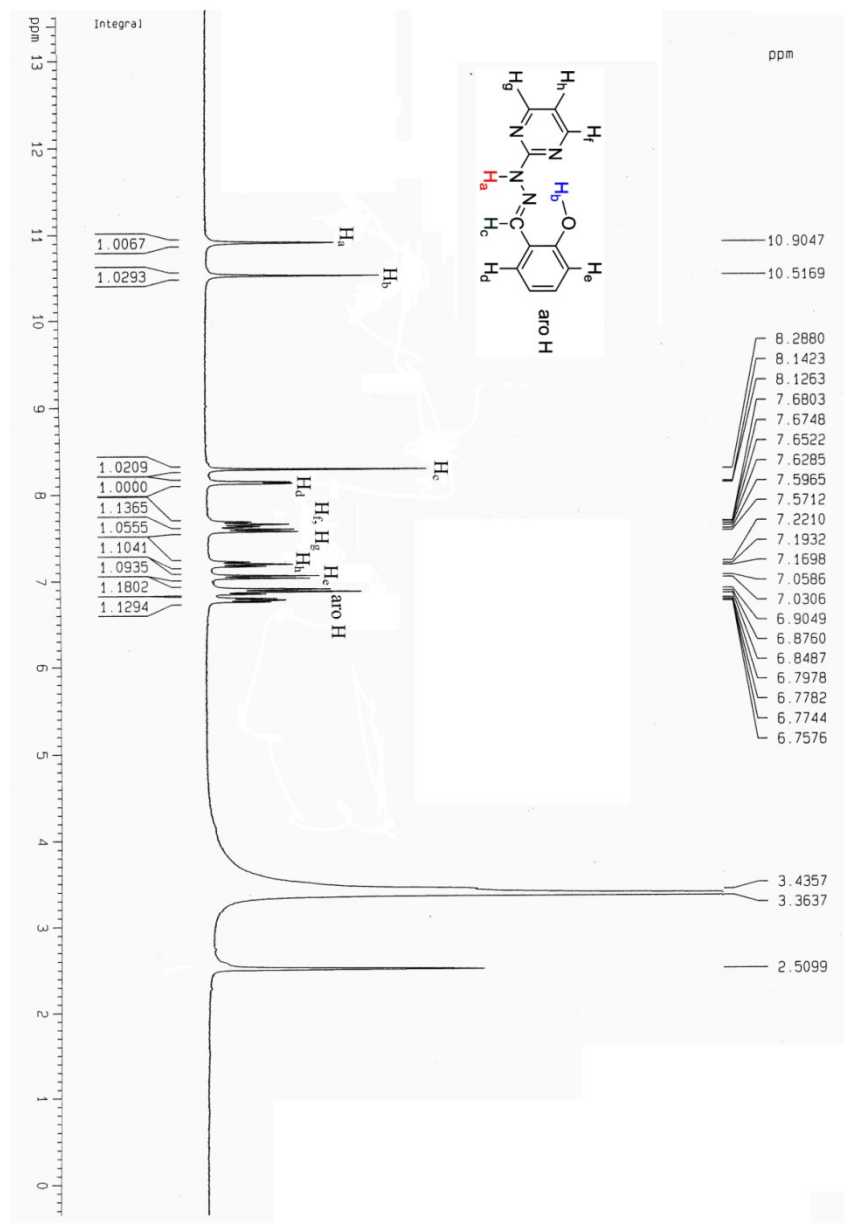 ppm
13
12
11
10
9
8
7
6
5
4
3
2
1
0
Integral
1.0067
1.0293
1.0209
1.0000
1.1365
1.0555
1.1041
1.0935
1.1802
1.1294
Ha
Hb
Hc
Hd
Hf, Hg
Hh
He
aro H
Hg
Hh
Hf
N
N
N
Ha
N
Hb
O
C
Hc
Hd
He
aro H
ppm
10.9047
10.5169
8.2880
8.1423
8.1263
7.6803
7.6748
7.6522
7.6285
7.5965
7.5712
7.2210
7.1932
7.1698
7.0586
7.0306
6.9049
6.8760
6.8487
6.7978
6.7782
6.7744
6.7576
3.4357
3.3637
2.5099